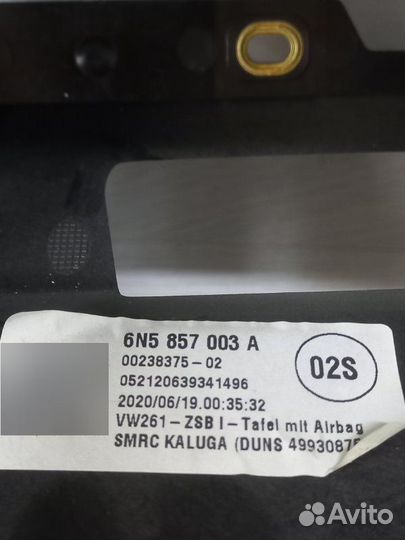 6N5 857 003 A
00238375-02
02S
052120639341496
2020/06/19.00:35:32
VW261-ZSB I-Tafel mit Airbag
SMRC KALUGA (DUNS 49930875
Avito